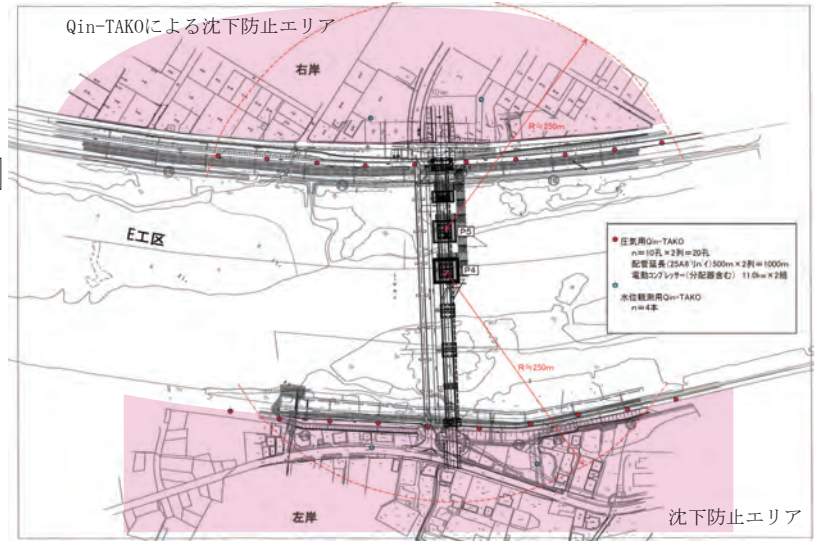 Qin-TAKOによる沈下防止エリア
右岸
R≒250m
E工区
P5
P4
圧気用Qin-TAKO
n=10孔×2列=20孔
配管延長(25A8˝ﾘﾊﾞｲ)500m×2列=1000m
電動ｺﾝﾌﾟﾚｯｻｰ(分配器含む) 11.0kw×2組
水位観測用Qin-TAKO
n=4本
R≒250m
左岸
沈下防止エリア